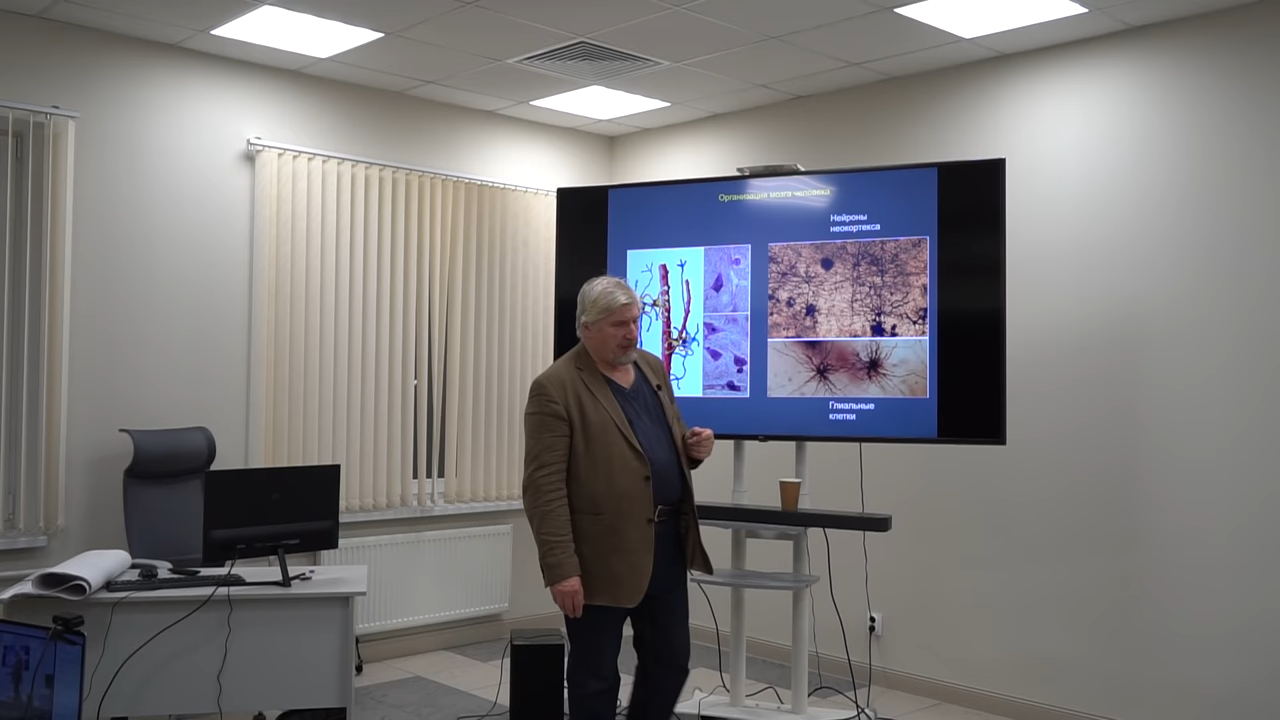 Организация мозга человека
Нейроны
неокортекса
Глиальные
клетки